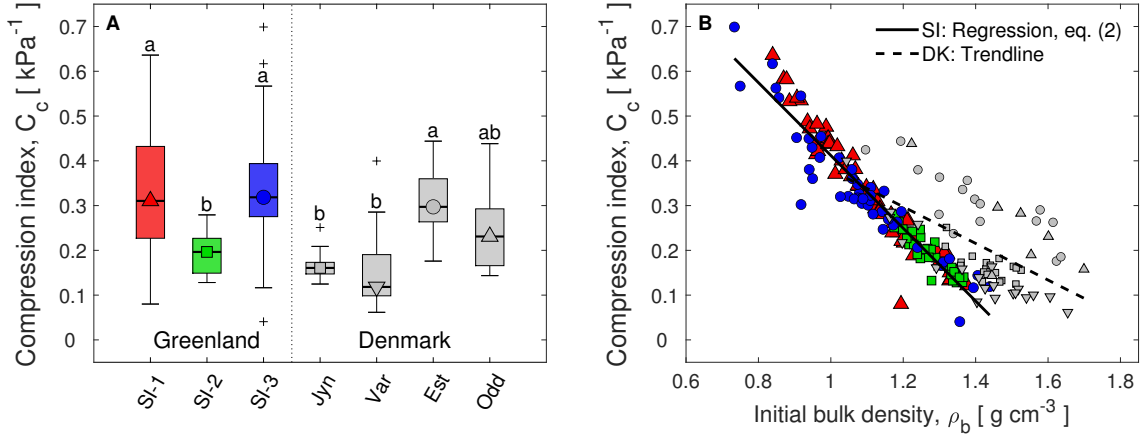 A
B
Compression index, C_c [ kPa^-1 ]
0.7
0.6
0.5
0.4
0.3
0.2
0.1
0
a
b
a
b
b
a
ab
Greenland
Denmark
SI-1
SI-2
SI-3
Jyn
Var
Est
Odd
Compression index, C_c [ kPa^-1 ]
0.7
0.6
0.5
0.4
0.3
0.2
0.1
0
SI: Regression, eq. (2)
DK: Trendline
0.6
0.8
1
1.2
1.4
1.6
1.8
Initial bulk density, ρ_b [ g cm^-3 ]